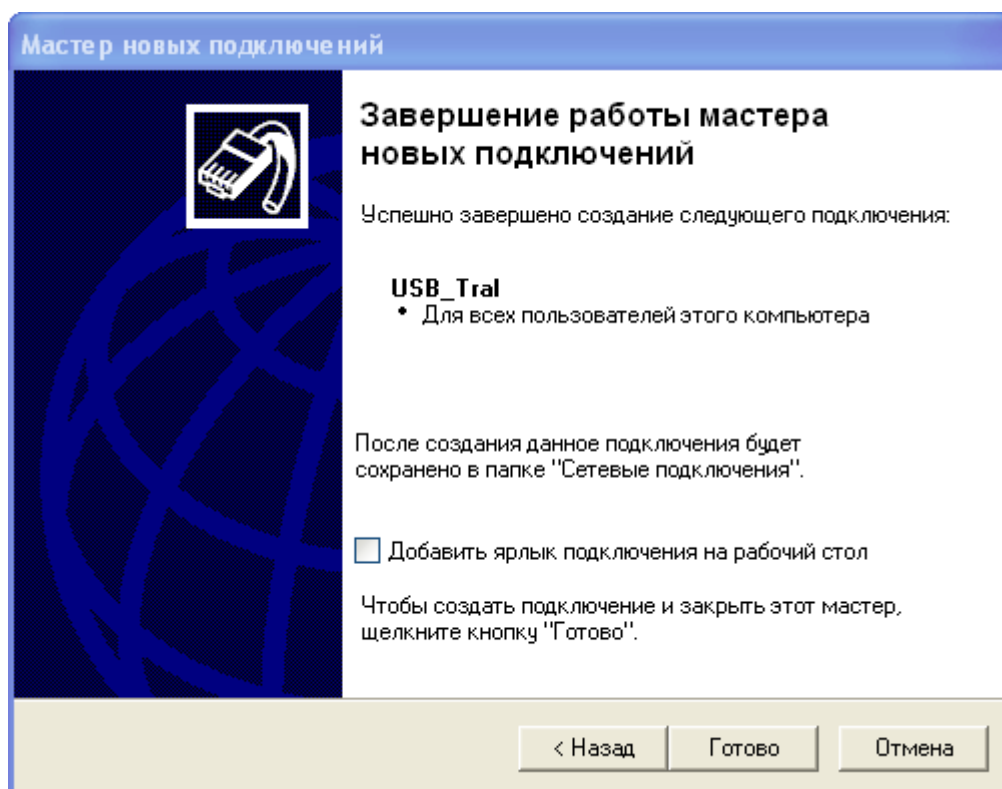 Мастер новых подключений
Завершение работы мастера
новых подключений
Успешно завершено создание следующего подключения:
USB_Tral
• Для всех пользователей этого компьютера
После создания данное подключения будет
сохранено в папке "Сетевые подключения".
Добавить ярлык подключения на рабочий стол
Чтобы создать подключение и закрыть этот мастер,
щелкните кнопку "Готово".
< Назад Готово Отмена